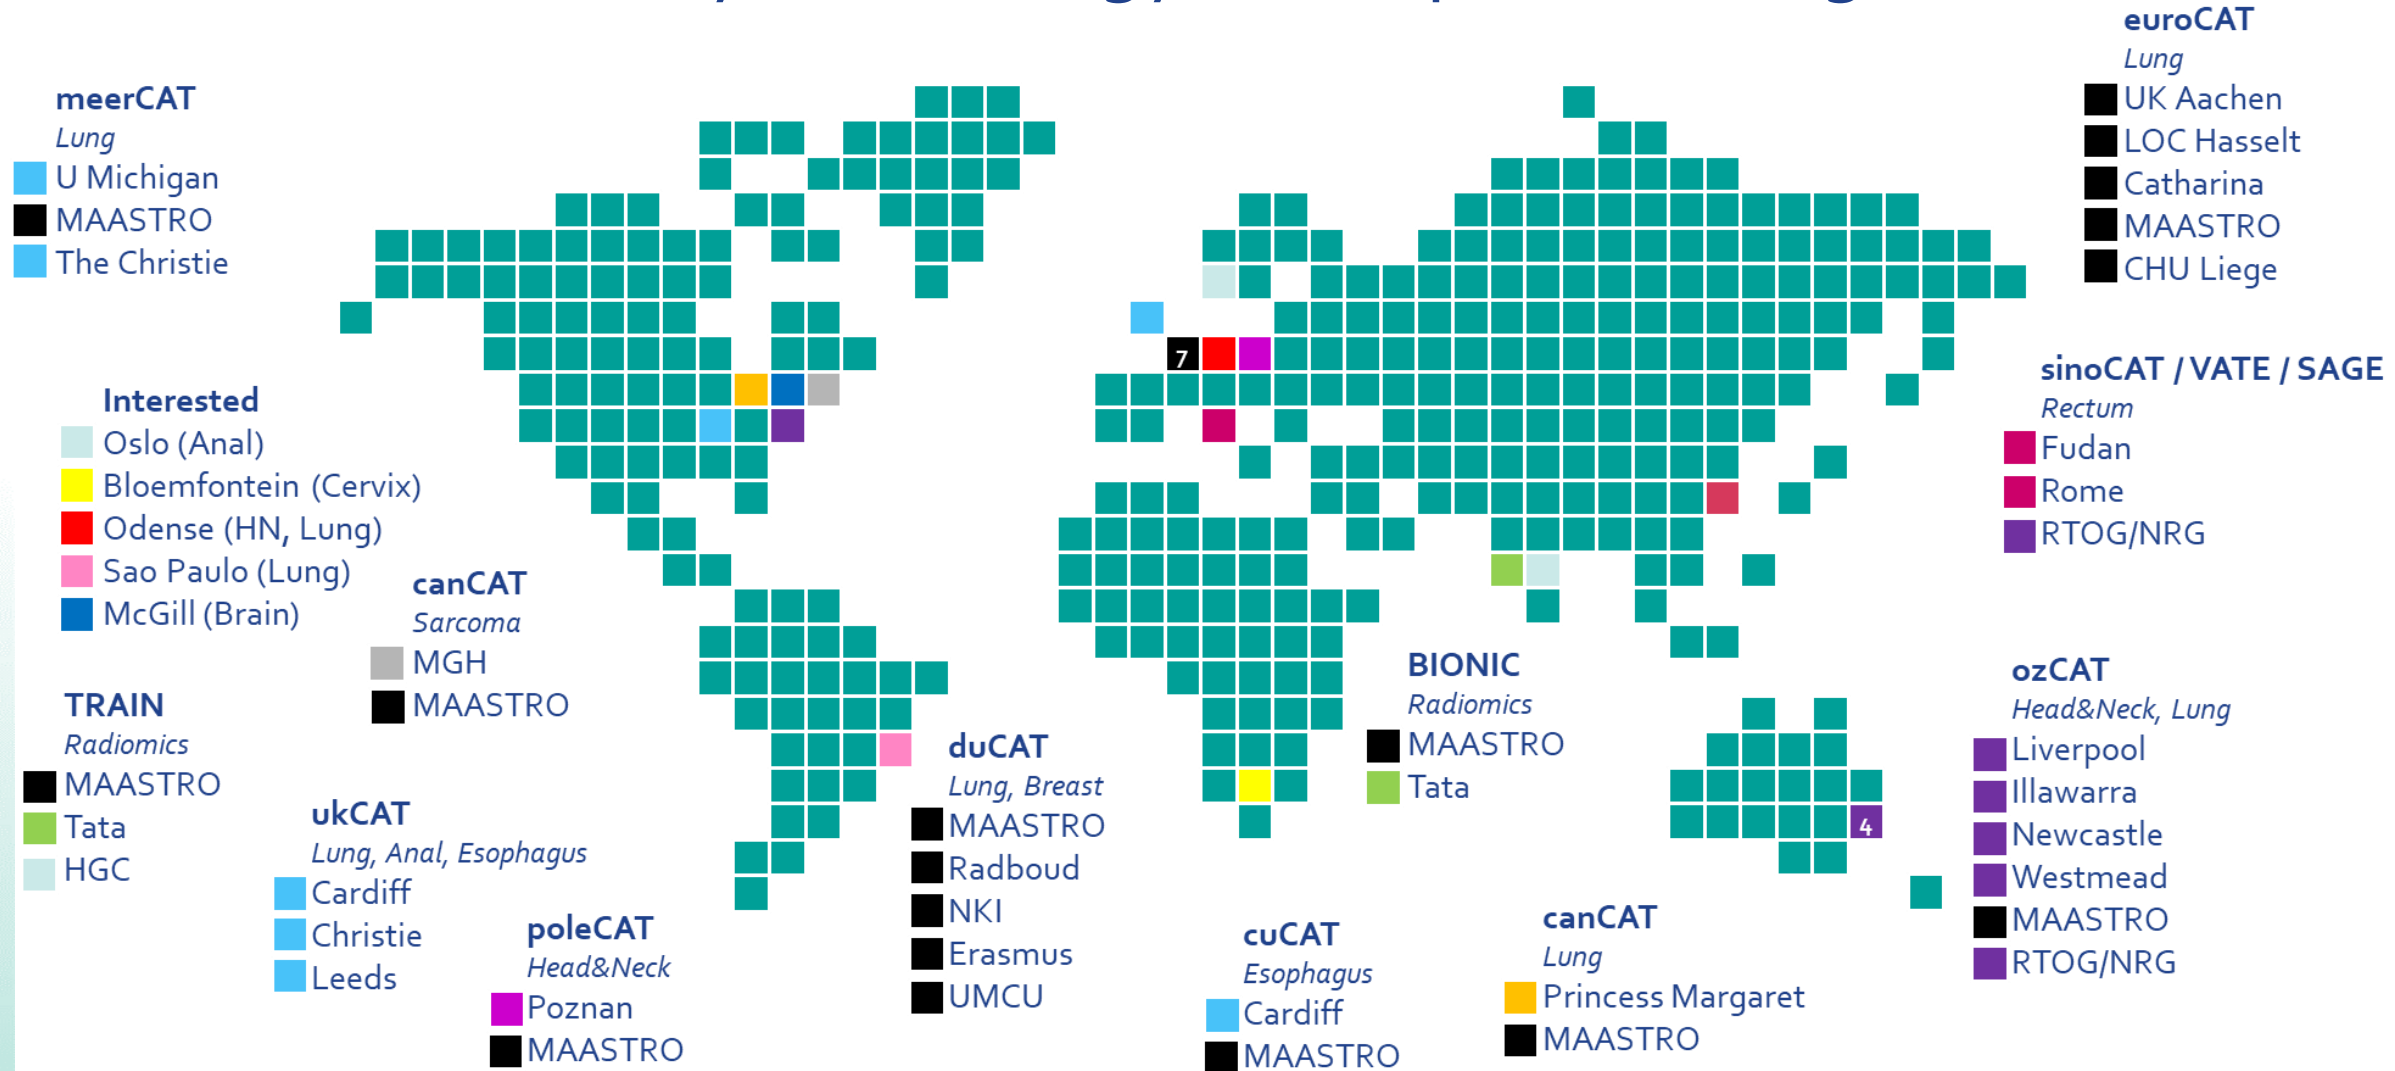 euroCAT
Lung
UK Aachen
LOC Hasselt
Catharina
MAASTRO
CHU Liege
meerCAT
Lung
U Michigan
MAASTRO
The Christie
7
sinoCAT / VATE / SAGE
Rectum
Fudan
Rome
RTOG/NRG
Interested
Oslo (Anal)
Bloemfontein (Cervix)
Odense (HN, Lung)
Sao Paulo (Lung)
McGill (Brain)
canCAT
Sarcoma
MGH
MAASTRO
TRAIN
Radiomics
MAASTRO
Tata
HGC
ukCAT
Lung, Anal, Esophagus
Cardiff
Christie
Leeds
poleCAT
Head&Neck
Poznan
MAASTRO
duCAT
Lung, Breast
MAASTRO
Radboud
NKI
Erasmus
UMCU
BIONIC
Radiomics
MAASTRO
Tata
cuCAT
Esophagus
Cardiff
MAASTRO
canCAT
Lung
Princess Margaret
MAASTRO
4
ozCAT
Head&Neck, Lung
Liverpool
Illawarra
Newcastle
Westmead
MAASTRO
RTOG/NRG